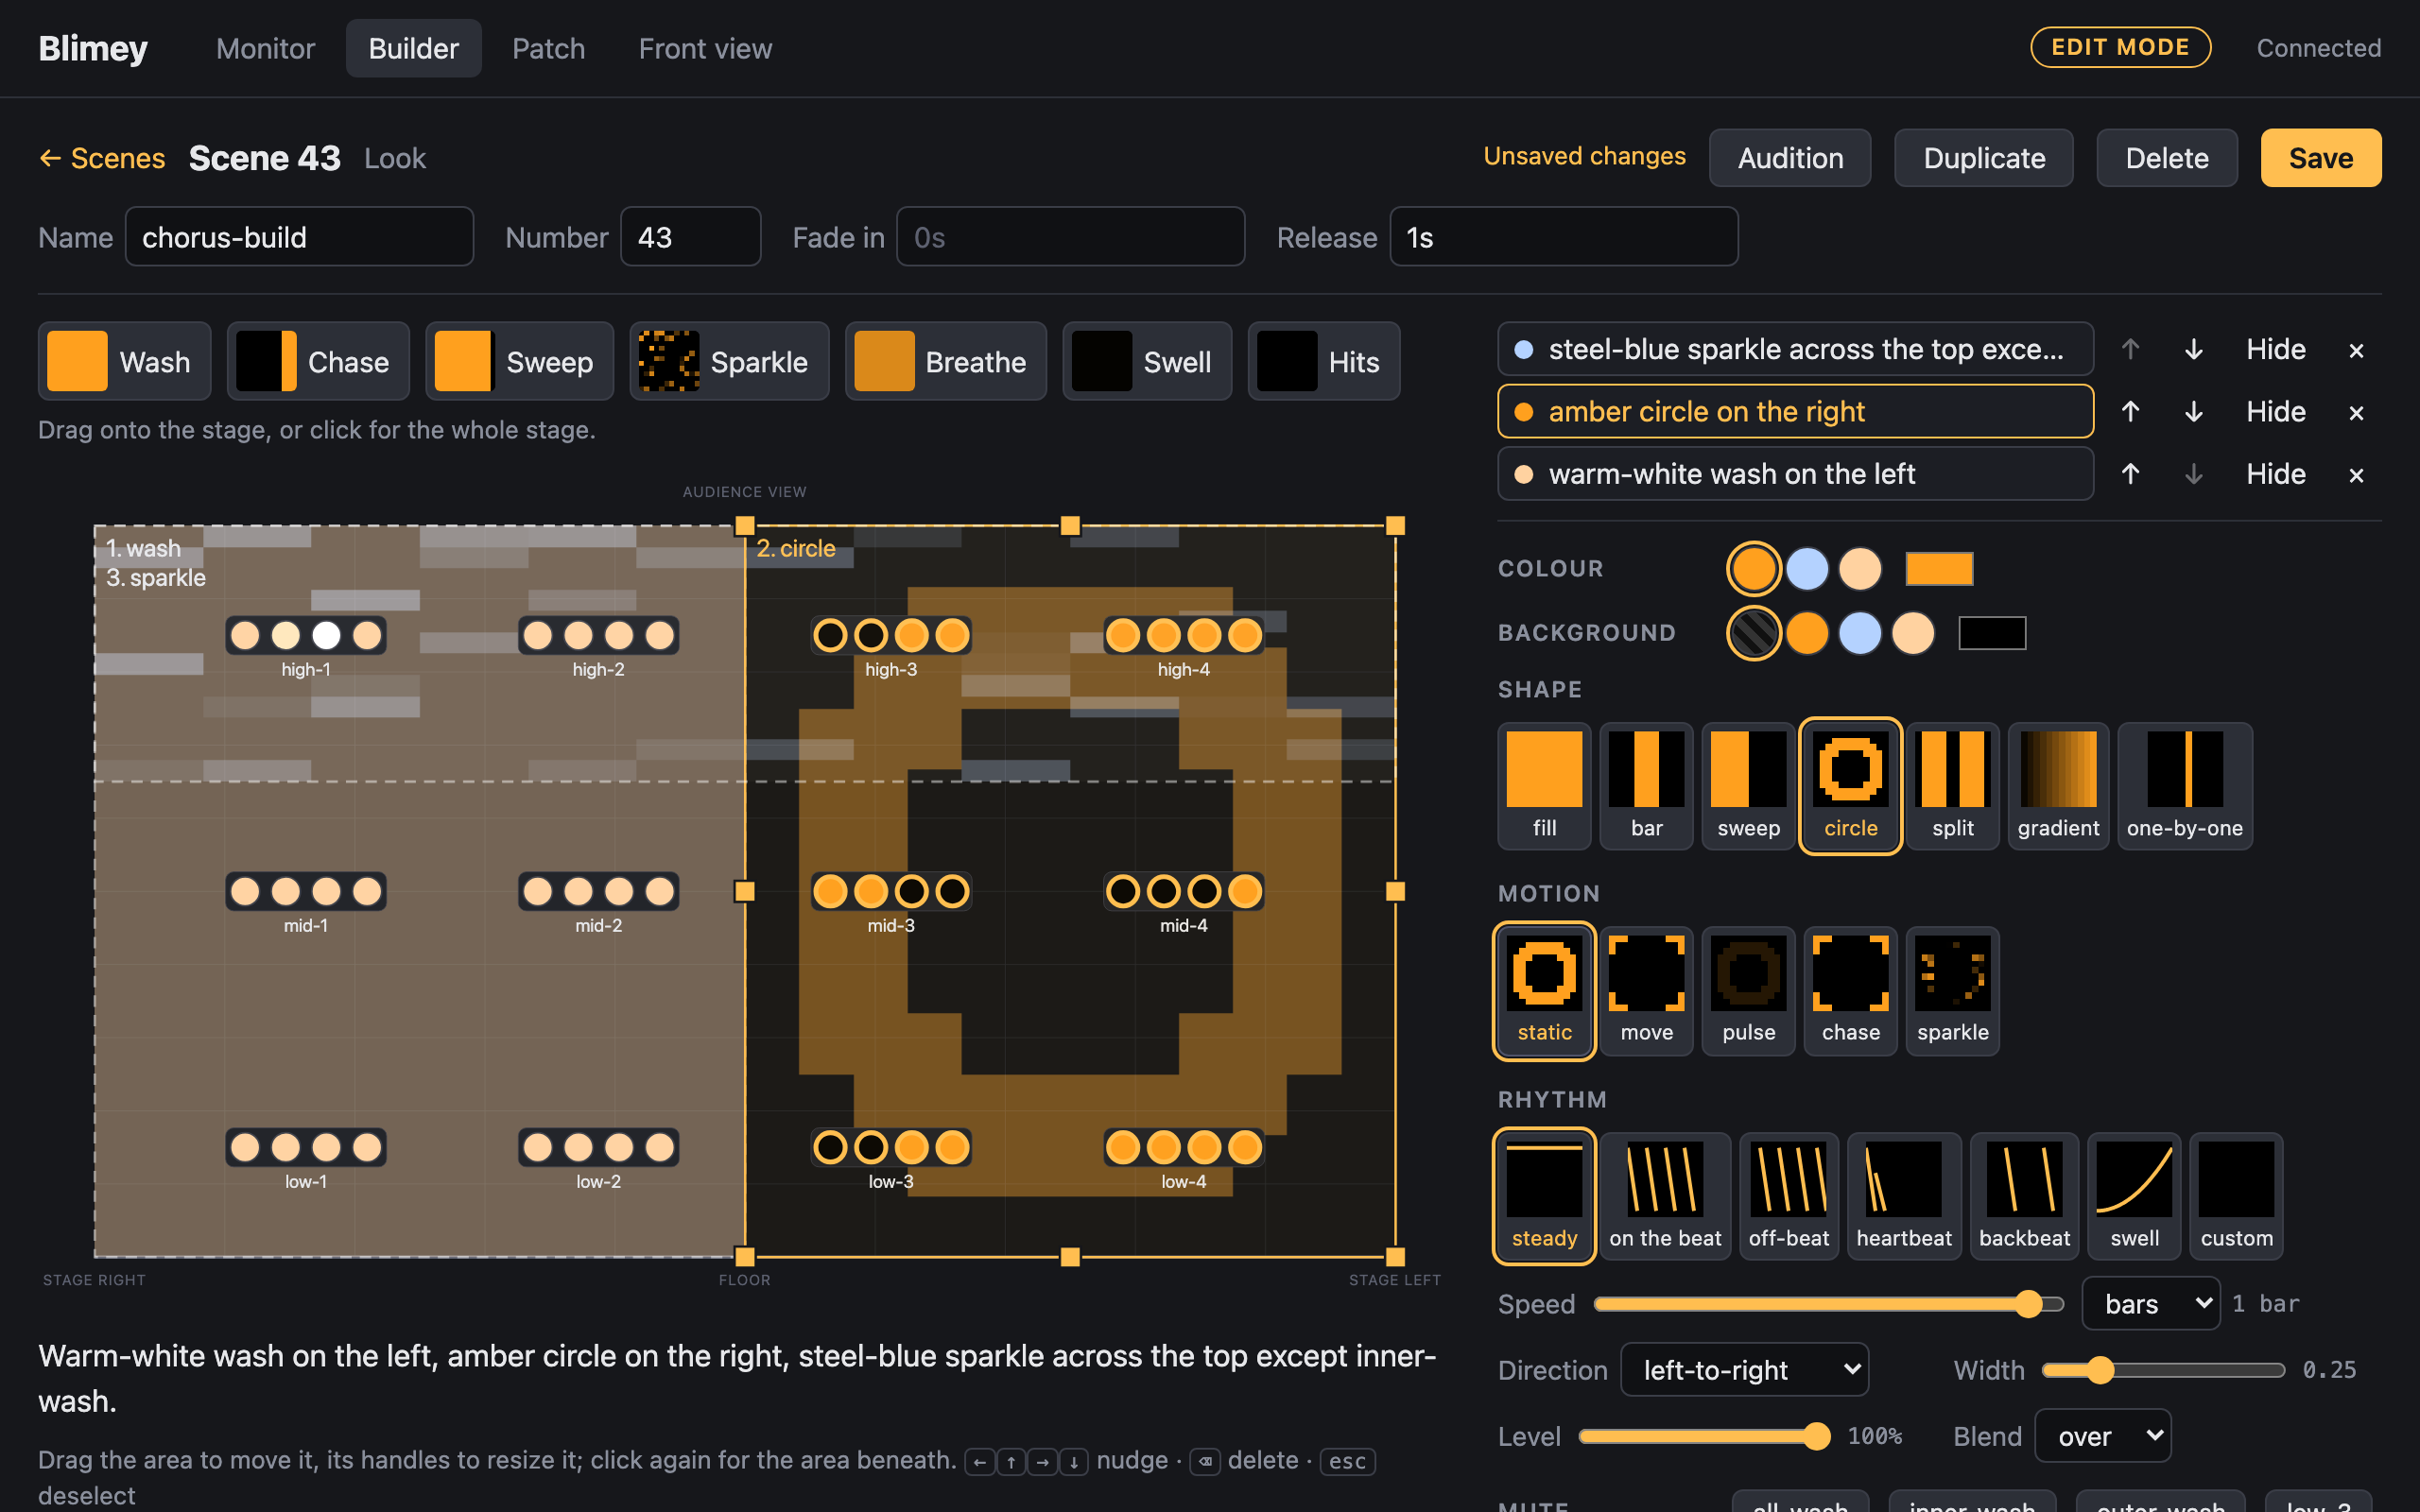 Blimey Monitor Builder Patch Front view EDIT MODE Connected
← Scenes Scene 43 Look Unsaved changes Audition Duplicate Delete Save
Name chorus-build Number 43 Fade in 0s Release 1s
Wash Chase Sweep Sparkle Breathe Swell Hits
Drag onto the stage, or click for the whole stage.
AUDIENCE VIEW
1. wash
3. sparkle
2. circle
high-1 high-2 high-3 high-4
mid-1 mid-2 mid-3 mid-4
low-1 low-2 low-3 low-4
STAGE RIGHT FLOOR STAGE LEFT
Warm-white wash on the left, amber circle on the right, steel-blue sparkle across the top except inner-
wash.
Drag the area to move it, its handles to resize it; click again for the area beneath. ← ↑ → ↓ nudge · ⌫ delete · esc
deselect
steel-blue sparkle across the top exce... ↑ ↓ Hide ×
amber circle on the right ↑ ↓ Hide ×
warm-white wash on the left ↑ ↓ Hide ×
COLOUR
BACKGROUND
SHAPE
fill bar sweep circle split gradient one-by-one
MOTION
static move pulse chase sparkle
RHYTHM
steady on the beat off-beat heartbeat backbeat swell custom
Speed bars 1 bar
Direction left-to-right Width 0.25
Level 100% Blend over
MUTE all-wash inner-wash outer-wash low-3